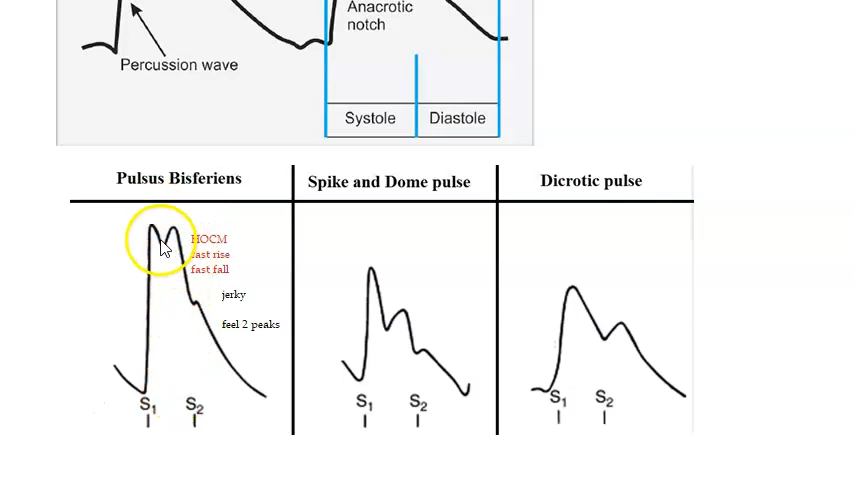 Anacrotic
notch
Percussion wave
Systole
Diastole
Pulsus Bisferiens
Spike and Dome pulse
Dicrotic pulse
HOCM
fast rise
fast fall
jerky
feel 2 peaks
S1
S2
S1
S2
S1
S2